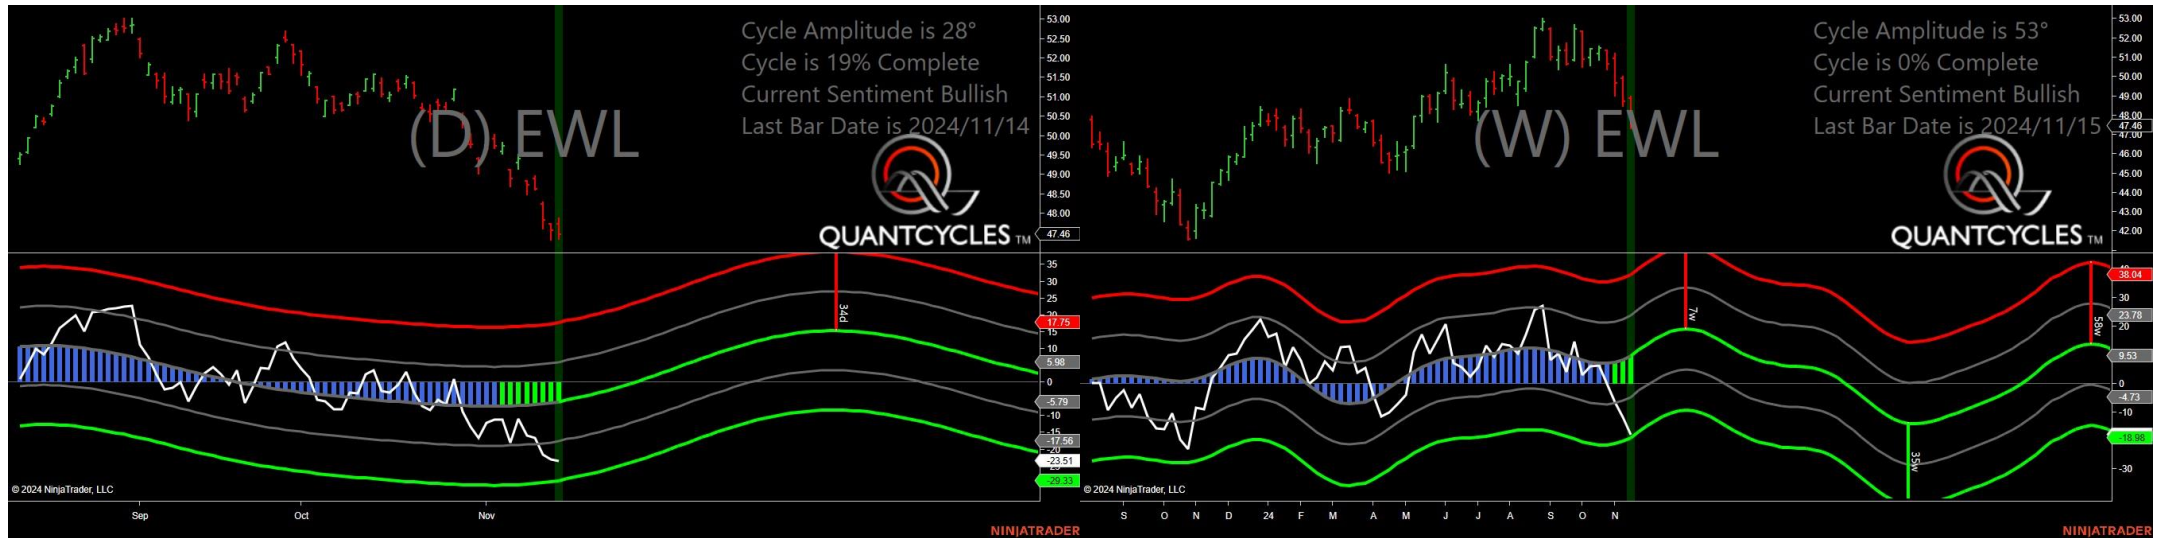 Cycle Amplitude is 28°
Cycle is 19% Complete
Current Sentiment Bullish
Last Bar Date is 2024/11/14
(D) EWL
QUANTCYCLES TM
53.00
52.50
52.00
51.50
51.00
50.50
50.00
49.50
49.00
48.50
48.00
47.46
35
30
25
20
17.75
15
10
5.98
0
-5.79
-10
-15
-17.56
-20
-23.51
-29.33
34d
© 2024 NinjaTrader, LLC
Sep
Oct
Nov
NINJATRADER
Cycle Amplitude is 53°
Cycle is 0% Complete
Current Sentiment Bullish
Last Bar Date is 2024/11/15
(W) EWL
QUANTCYCLES TM
53.00
52.00
51.00
50.00
49.00
48.00
47.46
47.00
46.00
45.00
44.00
43.00
42.00
38.04
30
23.78
20
9.53
0
-4.73
-10
-18.98
-30
7w
35w
58w
© 2024 NinjaTrader, LLC
S O N D 24 F M A M J J A S O N
NINJATRADER